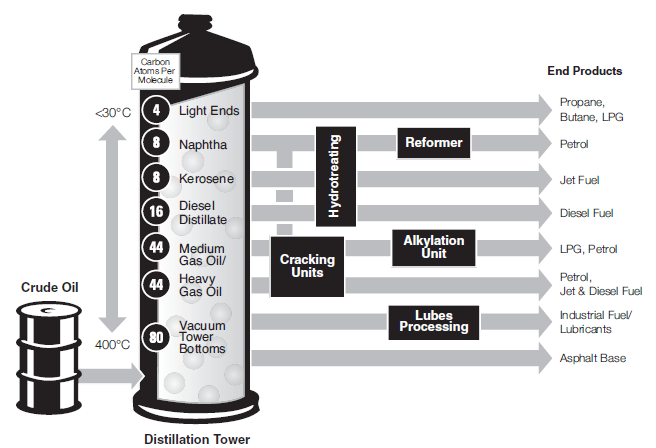 Carbon
Atoms Per
Molecule
End Products
<30°C
4 Light Ends
Propane,
Butane, LPG
8 Naphtha
Hydrotreating
Reformer
Petrol
8 Kerosene
Jet Fuel
16 Diesel
Distillate
Diesel Fuel
44 Medium
Gas Oil/
Cracking
Units
Alkylation
Unit
LPG, Petrol
44 Heavy
Gas Oil
Petrol,
Jet & Diesel Fuel
Crude Oil
400°C
80 Vacuum
Tower
Bottoms
Lubes
Processing
Industrial Fuel/
Lubricants
Asphalt Base
Distillation Tower